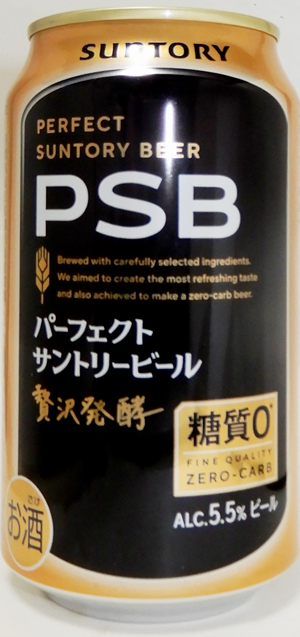 SUNTORY
PERFECT
SUNTORY BEER
PSB
Brewed with carefully selected ingredients.
We aimed to create the most refreshing taste
and also achieved to make a zero-carb beer.
パーフェクト
サントリービール
贅沢発酵
糖質0*
FINE QUALITY
ZERO-CARB
ALC.5.5% ビール
さけ
お酒